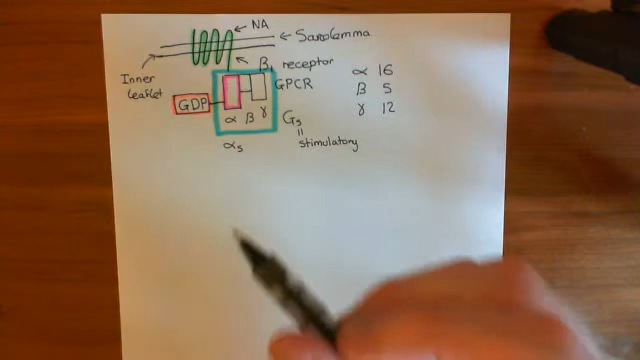 NA
Sarcolemma
β₁ receptor
GPCR
Inner
leaflet
GDP
α β γ
Gs
=
stimulatory
αs
α 16
β 5
γ 12